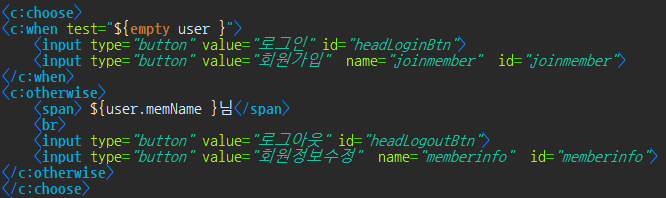 <c:choose>
<c:when test="${empty user }">
    <input type="button" value="로그인" id="headLoginBtn">
    <input type="button" value="회원가입"  name="joinmember"  id="joinmember">
</c:when>
<c:otherwise>
    <span> ${user.memName }님</span>
    <br>
    <input type="button" value="로그아웃" id="headLogoutBtn">
    <input type="button" value="회원정보수정"  name="memberinfo"  id="memberinfo">
</c:otherwise>
</c:choose>